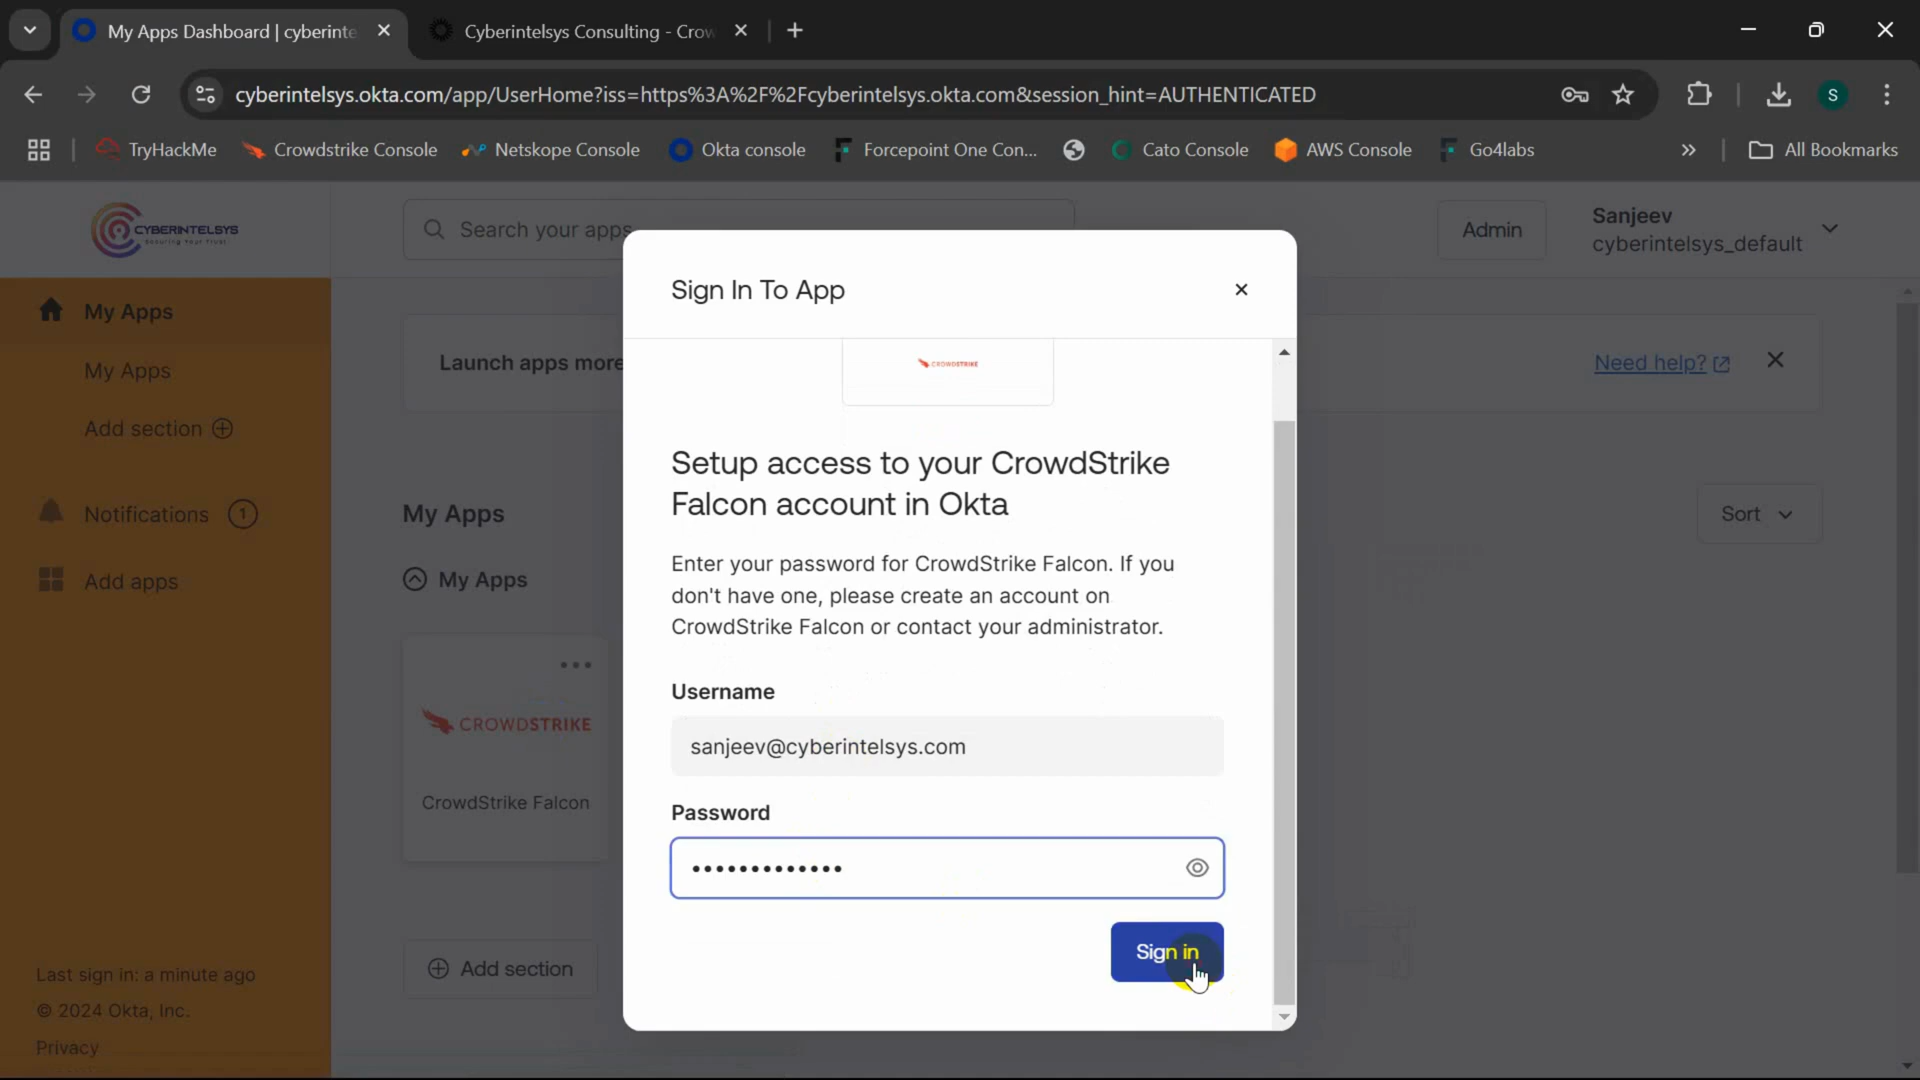 My Apps Dashboard | cyberinte
Cyberintelsys Consulting - Crow
cyberintelsys.okta.com/app/UserHome?iss=https%3A%2F%2Fcyberintelsys.okta.com&session_hint=AUTHENTICATED
S
TryHackMe
Crowdstrike Console
Netskope Console
Okta console
Forcepoint One Con...
Cato Console
AWS Console
Go4labs
All Bookmarks
CYBERINTELSYS
Securing Your Trust
Search your apps
Admin
Sanjeev
cyberintelsys_default
My Apps
My Apps
Add section
Notifications 1
Add apps
Last sign in: a minute ago
© 2024 Okta, Inc.
Privacy
Launch apps more
Need help?
My Apps
Sort
My Apps
CROWDSTRIKE
CrowdStrike Falcon
Add section
Sign In To App
CROWDSTRIKE
Setup access to your CrowdStrike
Falcon account in Okta
Enter your password for CrowdStrike Falcon. If you
don't have one, please create an account on
CrowdStrike Falcon or contact your administrator.
Username
sanjeev@cyberintelsys.com
Password
•••••••••••••
Sign in